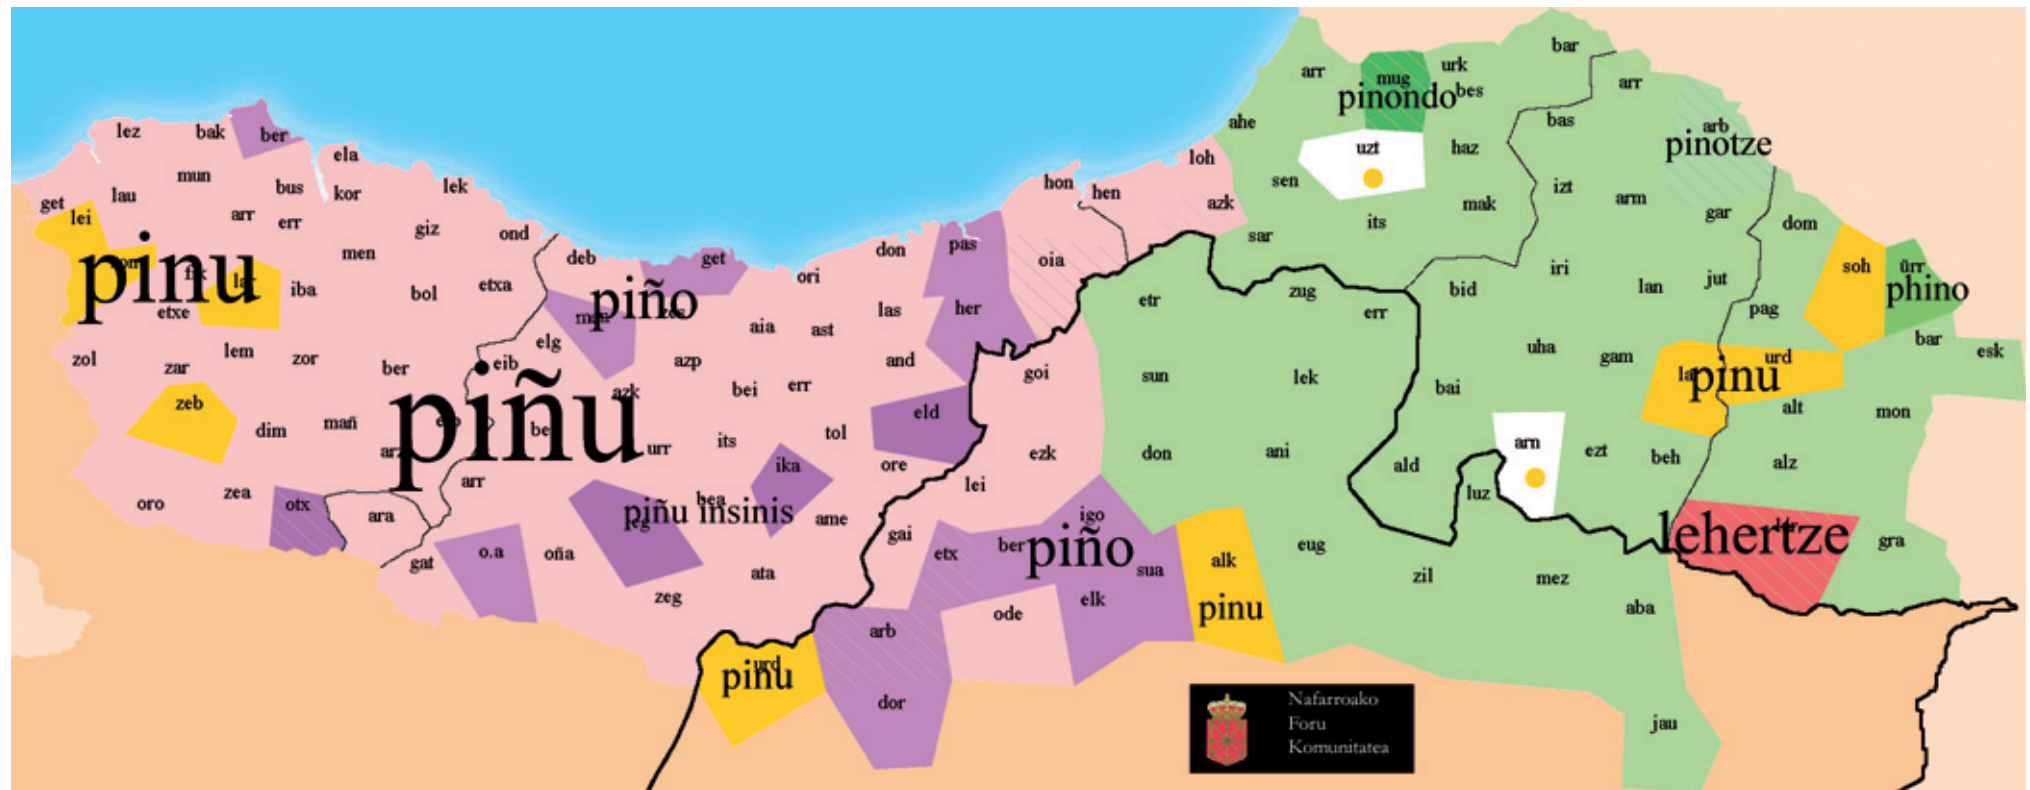 bar
arr
mug
urk
arr
pinondo
bes
lez
bak
ber
ahe
bas
arb
pinotze
ela
uzt
haz
loh
mun
bus
kor
lek
hon
hen
sen
izt
lau
get
lei
arr
err
azk
mak
arm
gar
giz
ond
sar
its
dom
men
deb
get
don
pas
oia
pinu
iba
etxa
ori
iri
soh
ürr
phino
bol
piño
etr
zug
err
bid
lan
jut
etxe
las
her
pag
aia
ast
zol
zar
lem
zor
ber
elg
eib
azp
and
goi
sun
lek
uha
gam
urd
bar
esk
pinu
zeb
dim
mañ
piñu
azk
bei
err
eld
bai
alt
mon
urr
its
tol
ezk
don
ani
ald
arn
ezt
beh
alz
oro
zea
otx
ara
arr
ika
bea
ore
lei
luz
piñu insinis
ame
gai
igo
lehertze
gra
gat
o.a
oña
ata
etx
ber
piño
sua
alk
eug
zil
mez
zeg
arb
ode
elk
pinu
aba
urd
pinu
dor
jau
Nafarroako
Foru
Komunitatea